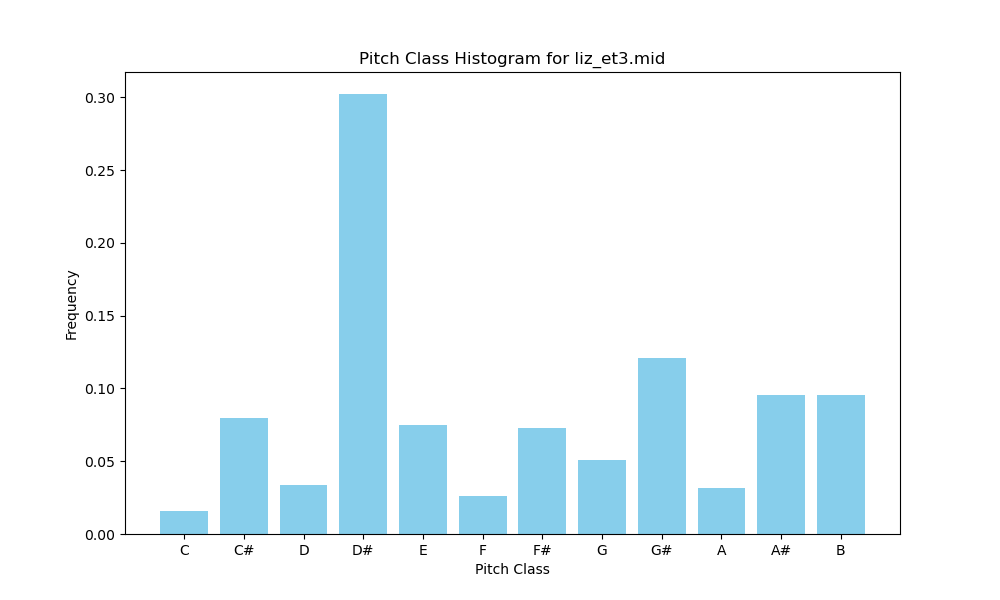 Pitch Class Histogram for liz_et3.mid
Frequency
0.30
0.25
0.20
0.15
0.10
0.05
0.00
C C# D D# E F F# G G# A A# B
Pitch Class